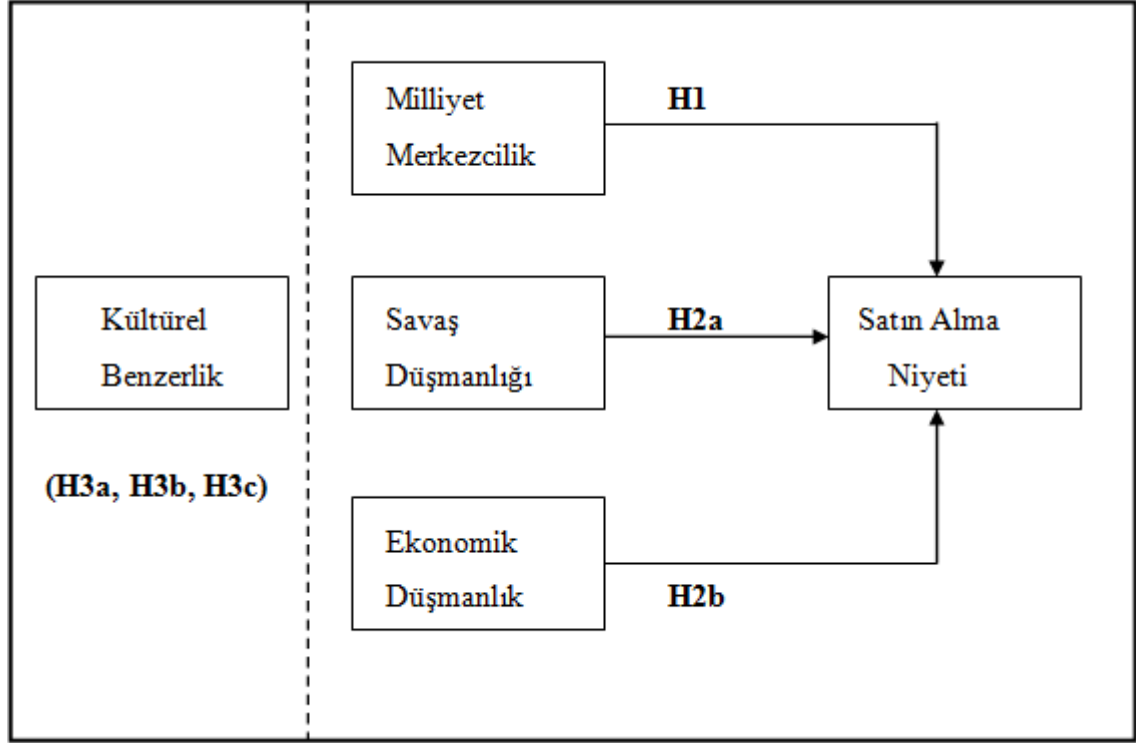 Milliyet
Merkezcilik
H1
Kültürel
Benzerlik
(H3a, H3b, H3c)
Savaş
Düşmanlığı
H2a
Satın Alma
Niyeti
Ekonomik
Düşmanlık
H2b